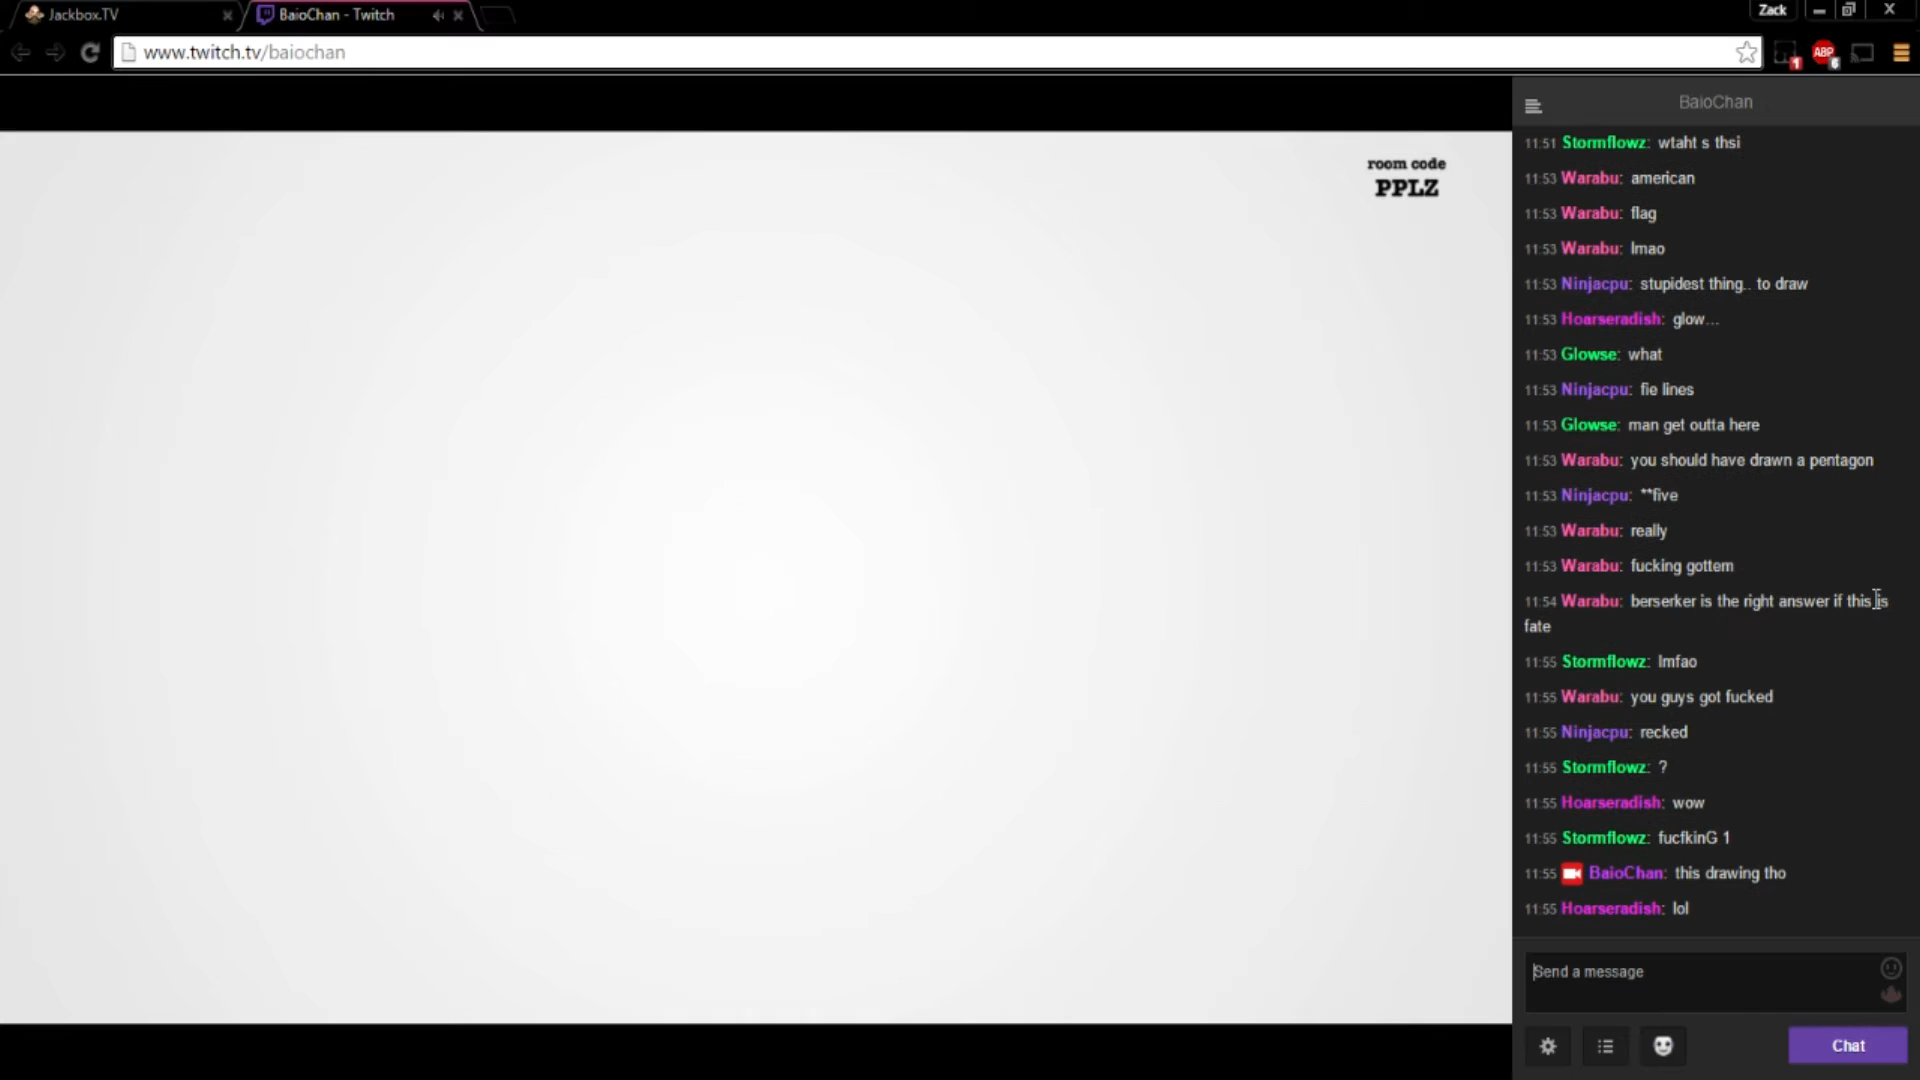 Jackbox.TV
BaioChan - Twitch
Zack
www.twitch.tv/baiochan
1
ABP
6
room code
PPLZ
BaioChan
11:51 Stormflowz: wtaht s thsi
11:53 Warabu: american
11:53 Warabu: flag
11:53 Warabu: lmao
11:53 Ninjacpu: stupidest thing.. to draw
11:53 Hoarseradish: glow...
11:53 Glowse: what
11:53 Ninjacpu: fie lines
11:53 Glowse: man get outta here
11:53 Warabu: you should have drawn a pentagon
11:53 Ninjacpu: **five
11:53 Warabu: really
11:53 Warabu: fucking gottem
11:54 Warabu: berserker is the right answer if this is
fate
11:55 Stormflowz: lmfao
11:55 Warabu: you guys got fucked
11:55 Ninjacpu: recked
11:55 Stormflowz: ?
11:55 Hoarseradish: wow
11:55 Stormflowz: fucfkinG 1
11:55 BaioChan: this drawing tho
11:55 Hoarseradish: lol
Send a message
Chat